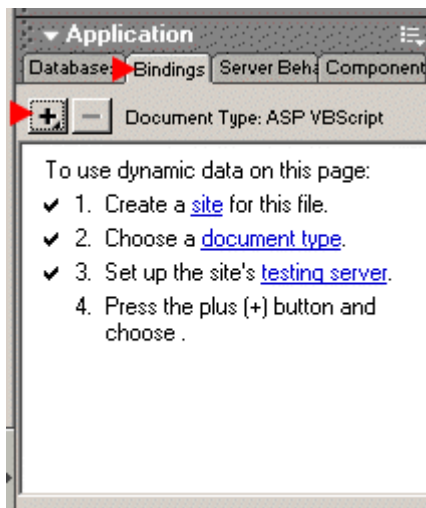 Application
Databases Bindings Server Beha Component
+ − Document Type: ASP VBScript
To use dynamic data on this page:
✔ 1. Create a site for this file.
✔ 2. Choose a document type.
✔ 3. Set up the site's testing server.
4. Press the plus (+) button and
choose .